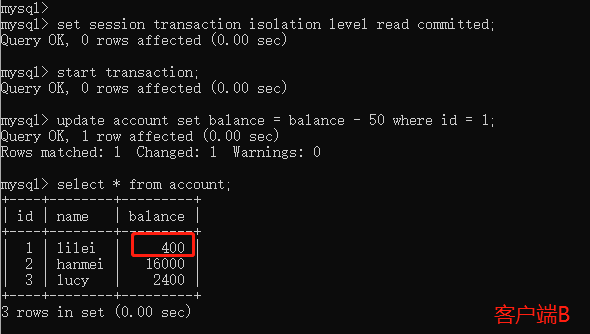 mysql>
mysql> set session transaction isolation level read committed;
Query OK, 0 rows affected (0.00 sec)
mysql> start transaction;
Query OK, 0 rows affected (0.00 sec)
mysql> update account set balance = balance - 50 where id = 1;
Query OK, 1 row affected (0.00 sec)
Rows matched: 1  Changed: 1  Warnings: 0
mysql> select * from account;
+----+--------+---------+
| id | name   | balance |
+----+--------+---------+
|  1 | lilei  |     400 |
|  2 | hanmei |   16000 |
|  3 | lucy   |    2400 |
+----+--------+---------+
3 rows in set (0.00 sec)
客户端B